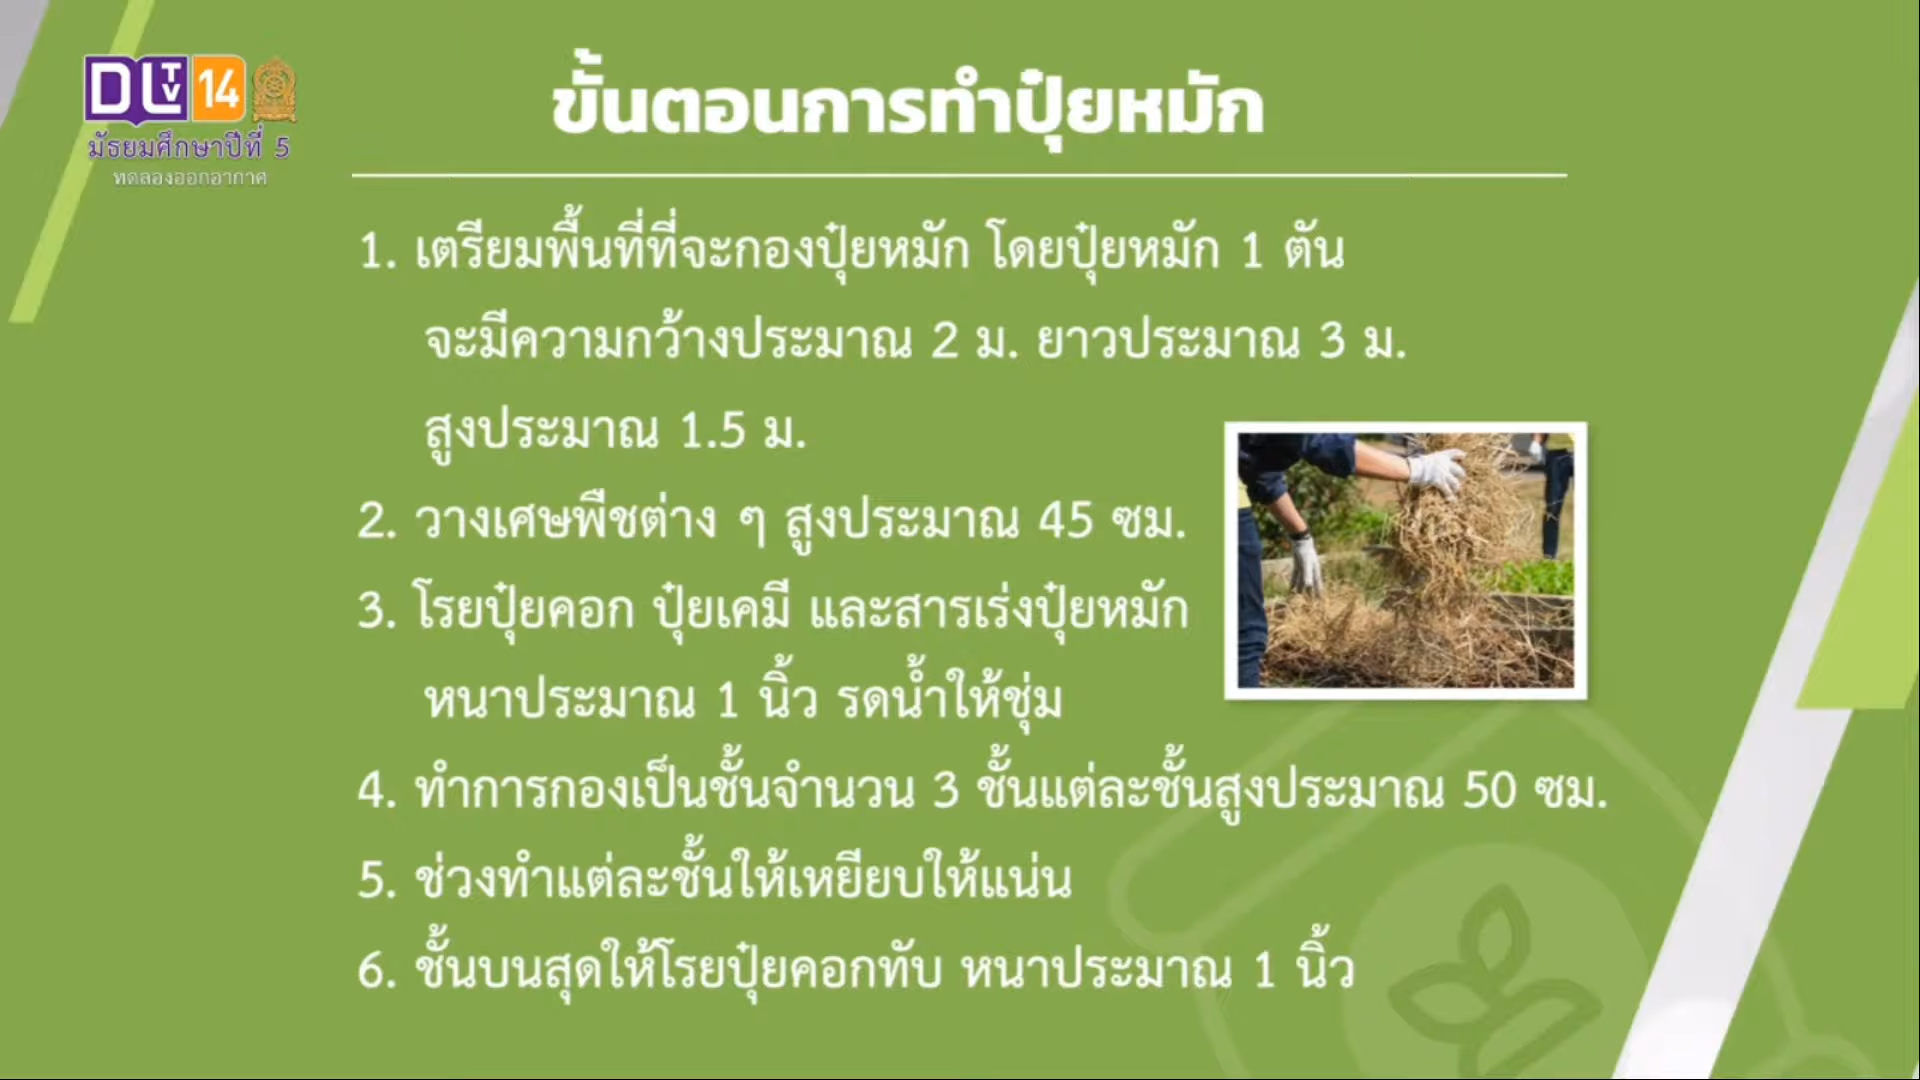 DLTV 14
มัธยมศึกษาปีที่ 5
ทดลองออกอากาศ
ขั้นตอนการทำปุ๋ยหมัก
1. เตรียมพื้นที่ที่จะกองปุ๋ยหมัก โดยปุ๋ยหมัก 1 ตัน
จะมีความกว้างประมาณ 2 ม. ยาวประมาณ 3 ม.
สูงประมาณ 1.5 ม.
2. วางเศษพืชต่าง ๆ สูงประมาณ 45 ซม.
3. โรยปุ๋ยคอก ปุ๋ยเคมี และสารเร่งปุ๋ยหมัก
หนาประมาณ 1 นิ้ว รดน้ำให้ชุ่ม
4. ทำการกองเป็นชั้นจำนวน 3 ชั้นแต่ละชั้นสูงประมาณ 50 ซม.
5. ช่วงทำแต่ละชั้นให้เหยียบให้แน่น
6. ชั้นบนสุดให้โรยปุ๋ยคอกทับ หนาประมาณ 1 นิ้ว